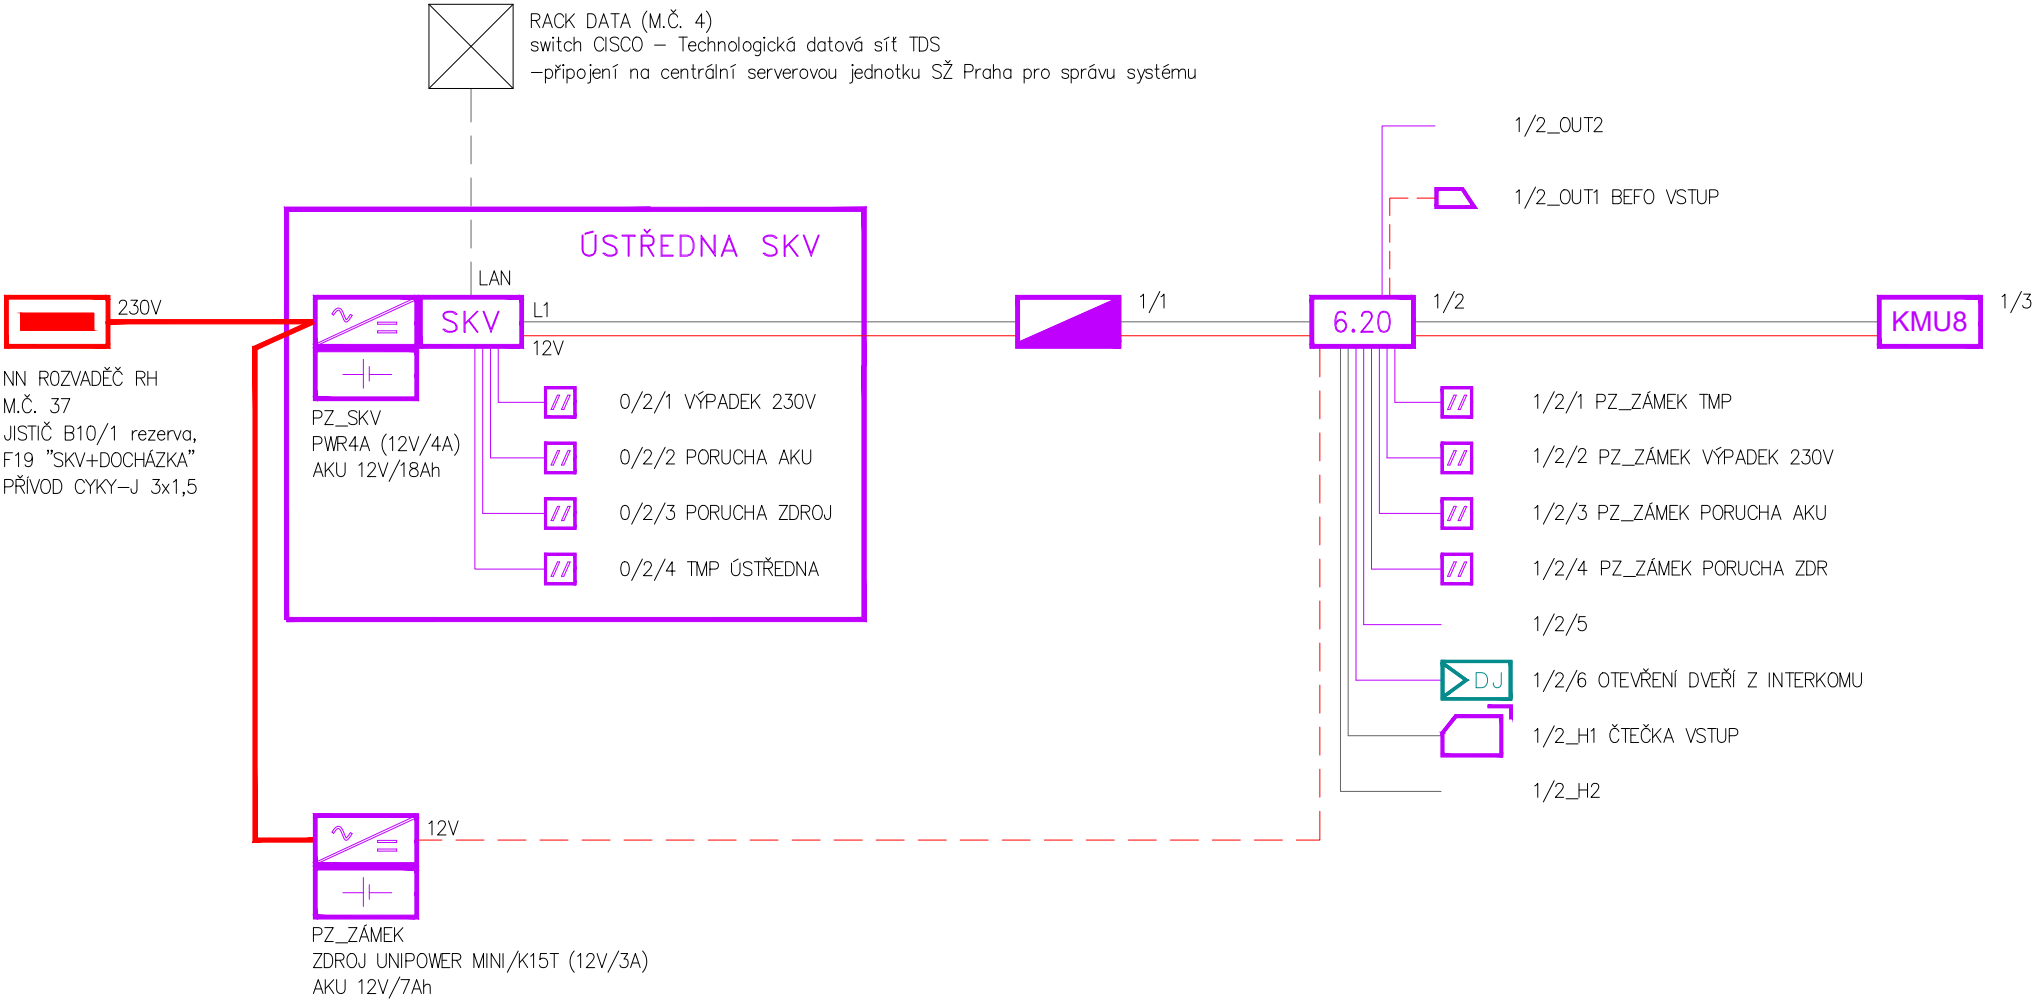 RACK DATA (M.Č. 4)
switch CISCO – Technologická datová síť TDS
–připojení na centrální serverovou jednotku SŽ Praha pro správu systému
1/2_OUT2
1/2_OUT1 BEFO VSTUP
ÚSTŘEDNA SKV
LAN
230V
SKV
L1
12V
1/1
6.20
1/2
KMU8
1/3
NN ROZVADĚČ RH
M.Č. 37
JISTIČ B10/1 rezerva,
F19 "SKV+DOCHÁZKA"
PŘÍVOD CYKY–J 3x1,5
PZ_SKV
PWR4A (12V/4A)
AKU 12V/18Ah
0/2/1 VÝPADEK 230V
0/2/2 PORUCHA AKU
0/2/3 PORUCHA ZDROJ
0/2/4 TMP ÚSTŘEDNA
1/2/1 PZ_ZÁMEK TMP
1/2/2 PZ_ZÁMEK VÝPADEK 230V
1/2/3 PZ_ZÁMEK PORUCHA AKU
1/2/4 PZ_ZÁMEK PORUCHA ZDR
1/2/5
DJ
1/2/6 OTEVŘENÍ DVEŘÍ Z INTERKOMU
1/2_H1 ČTEČKA VSTUP
1/2_H2
12V
PZ_ZÁMEK
ZDROJ UNIPOWER MINI/K15T (12V/3A)
AKU 12V/7Ah